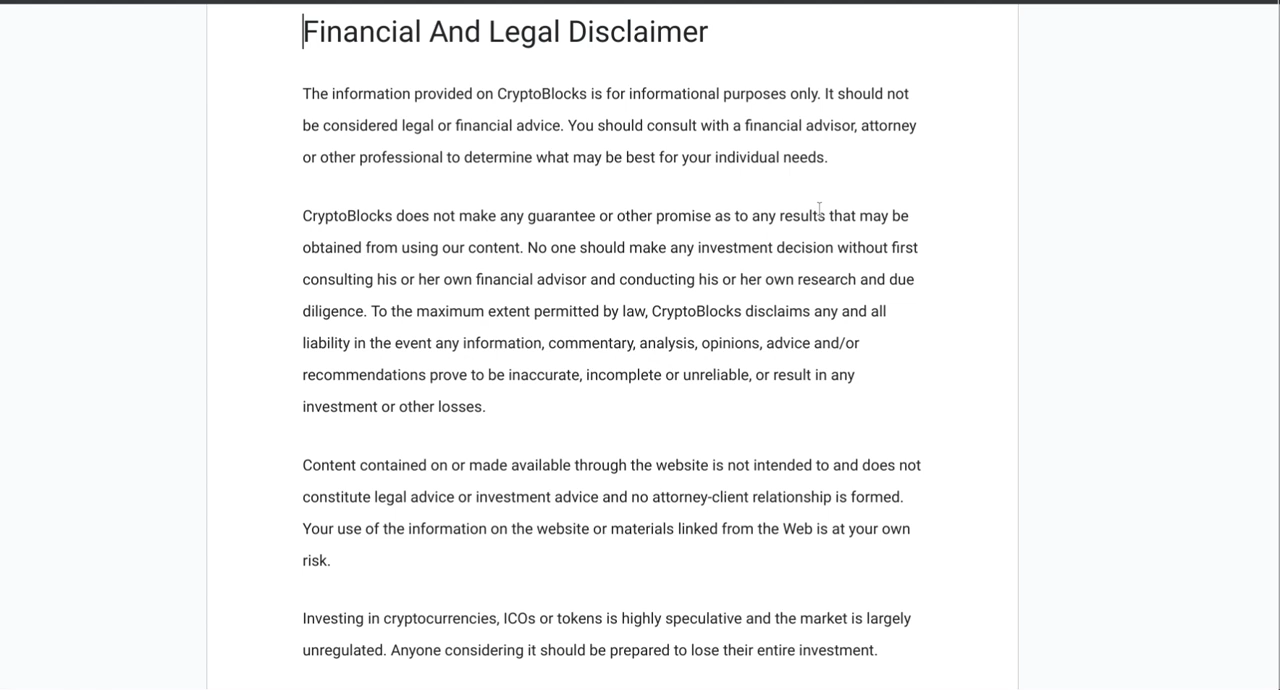 Financial And Legal Disclaimer
The information provided on CryptoBlocks is for informational purposes only. It should not
be considered legal or financial advice. You should consult with a financial advisor, attorney
or other professional to determine what may be best for your individual needs.
CryptoBlocks does not make any guarantee or other promise as to any results that may be
obtained from using our content. No one should make any investment decision without first
consulting his or her own financial advisor and conducting his or her own research and due
diligence. To the maximum extent permitted by law, CryptoBlocks disclaims any and all
liability in the event any information, commentary, analysis, opinions, advice and/or
recommendations prove to be inaccurate, incomplete or unreliable, or result in any
investment or other losses.
Content contained on or made available through the website is not intended to and does not
constitute legal advice or investment advice and no attorney-client relationship is formed.
Your use of the information on the website or materials linked from the Web is at your own
risk.
Investing in cryptocurrencies, ICOs or tokens is highly speculative and the market is largely
unregulated. Anyone considering it should be prepared to lose their entire investment.